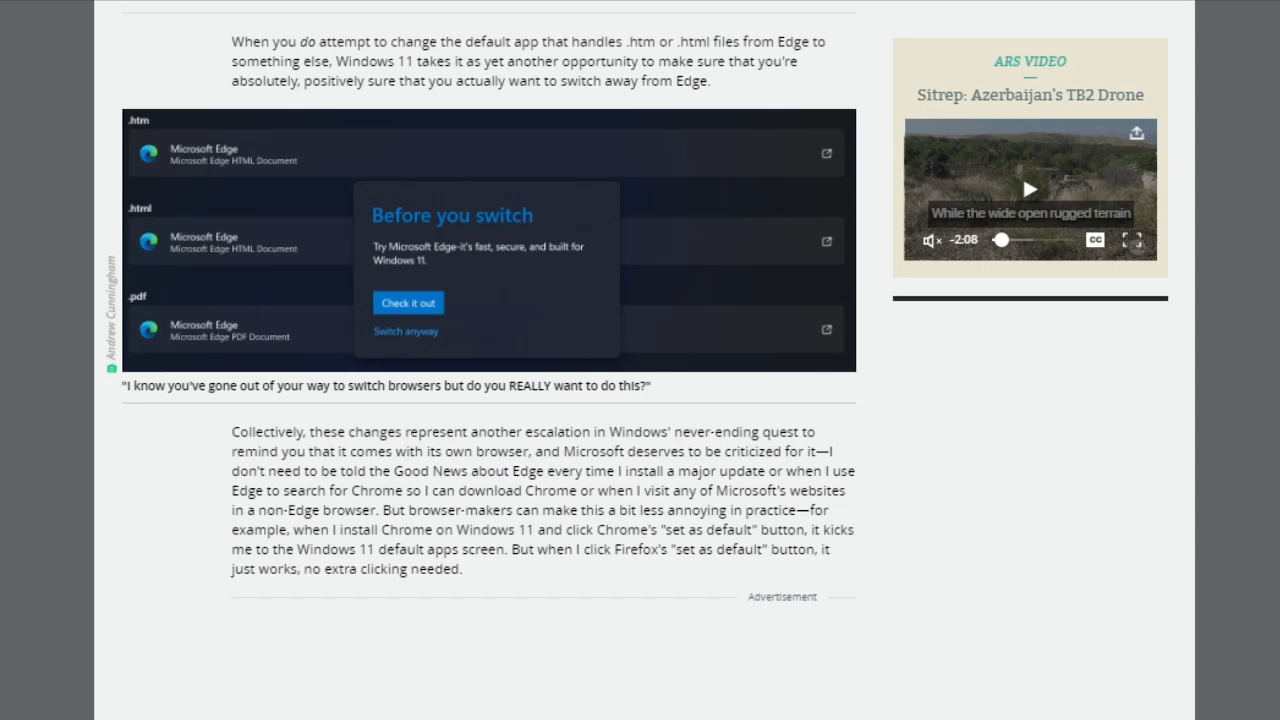 When you do attempt to change the default app that handles .htm or .html files from Edge to
something else, Windows 11 takes it as yet another opportunity to make sure that you're
absolutely, positively sure that you actually want to switch away from Edge.
.htm
Microsoft Edge
Microsoft Edge HTML Document
.html
Microsoft Edge
Microsoft Edge HTML Document
.pdf
Microsoft Edge
Microsoft Edge PDF Document
Before you switch
Try Microsoft Edge-it's fast, secure, and built for
Windows 11.
Check it out
Switch anyway
Andrew Cunningham
"I know you've gone out of your way to switch browsers but do you REALLY want to do this?"
Collectively, these changes represent another escalation in Windows' never-ending quest to
remind you that it comes with its own browser, and Microsoft deserves to be criticized for it—I
don't need to be told the Good News about Edge every time I install a major update or when I use
Edge to search for Chrome so I can download Chrome or when I visit any of Microsoft's websites
in a non-Edge browser. But browser-makers can make this a bit less annoying in practice—for
example, when I install Chrome on Windows 11 and click Chrome's "set as default" button, it kicks
me to the Windows 11 default apps screen. But when I click Firefox's "set as default" button, it
just works, no extra clicking needed.
Advertisement
ARS VIDEO
Sitrep: Azerbaijan's TB2 Drone
While the wide open rugged terrain
-2:08
CC